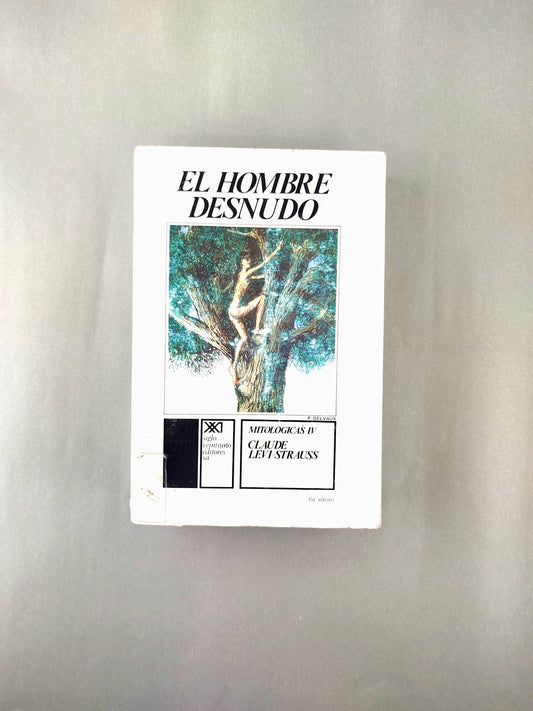 EL HOMBRE
DESNUDO
P. DELVAUX
siglo
veintiuno
editores
sa
MITOLOGICAS IV
CLAUDE
LEVI-STRAUSS
edición